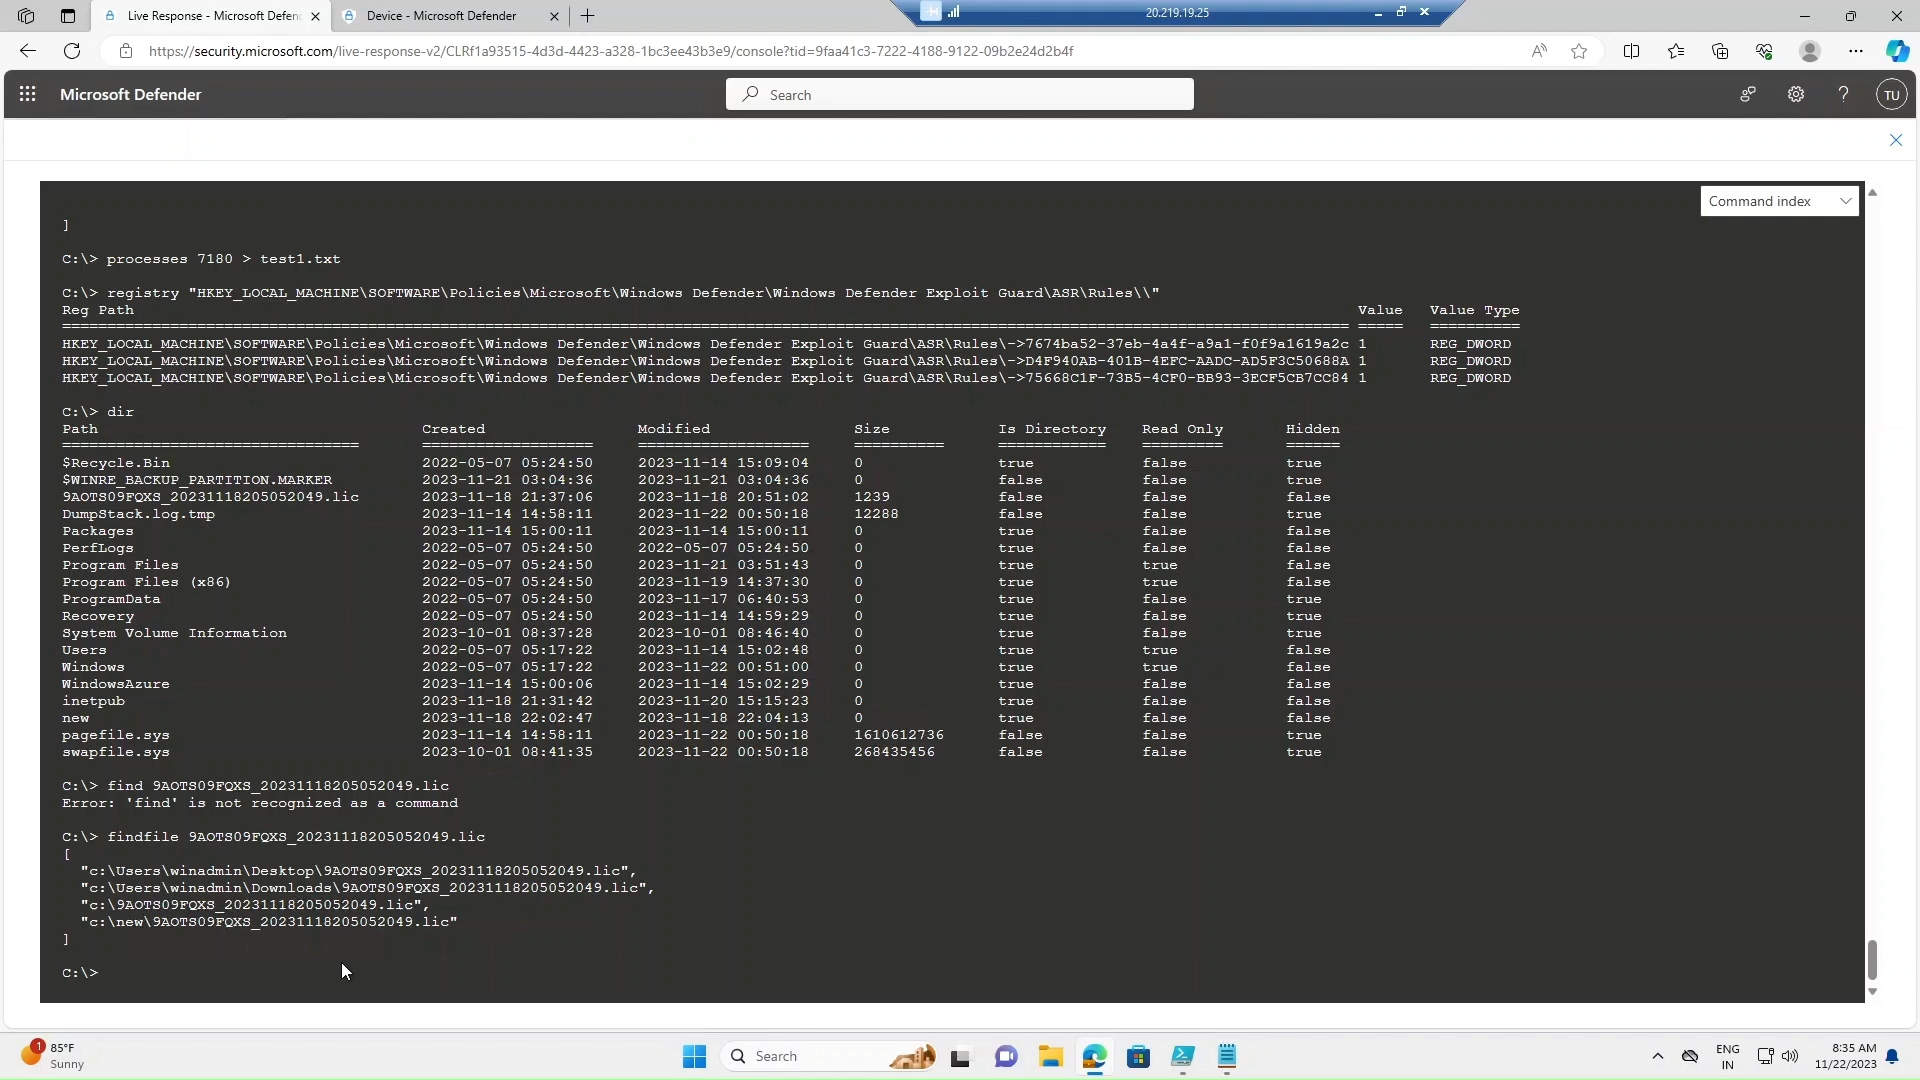 Live Response - Microsoft Defen
Device - Microsoft Defender
20.219.19.25
https://security.microsoft.com/live-response-v2/CLRf1a93515-4d3d-4423-a328-1bc3ee43b3e9/console?tid=9faa41c3-7222-4188-9122-09b2e24d2b4f
Microsoft Defender
Search
TU
Command index
]
C:\> processes 7180 > test1.txt
C:\> registry "HKEY_LOCAL_MACHINE\SOFTWARE\Policies\Microsoft\Windows Defender\Windows Defender Exploit Guard\ASR\Rules\\"
Reg Path Value Value Type
HKEY_LOCAL_MACHINE\SOFTWARE\Policies\Microsoft\Windows Defender\Windows Defender Exploit Guard\ASR\Rules\->7674ba52-37eb-4a4f-a9a1-f0f9a1619a2c 1 REG_DWORD
HKEY_LOCAL_MACHINE\SOFTWARE\Policies\Microsoft\Windows Defender\Windows Defender Exploit Guard\ASR\Rules\->D4F940AB-401B-4EFC-AADC-AD5F3C50688A 1 REG_DWORD
HKEY_LOCAL_MACHINE\SOFTWARE\Policies\Microsoft\Windows Defender\Windows Defender Exploit Guard\ASR\Rules\->75668C1F-73B5-4CF0-BB93-3ECF5CB7CC84 1 REG_DWORD
C:\> dir
Path Created Modified Size Is Directory Read Only Hidden
$Recycle.Bin 2022-05-07 05:24:50 2023-11-14 15:09:04 0 true false true
$WINRE_BACKUP_PARTITION.MARKER 2023-11-21 03:04:36 2023-11-21 03:04:36 0 false false true
9AOTS09FQXS_20231118205052049.lic 2023-11-18 21:37:06 2023-11-18 20:51:02 1239 false false false
DumpStack.log.tmp 2023-11-14 14:58:11 2023-11-22 00:50:18 12288 false false true
Packages 2023-11-14 15:00:11 2023-11-14 15:00:11 0 true false false
PerfLogs 2022-05-07 05:24:50 2022-05-07 05:24:50 0 true false false
Program Files 2022-05-07 05:24:50 2023-11-21 03:51:43 0 true true false
Program Files (x86) 2022-05-07 05:24:50 2023-11-19 14:37:30 0 true true false
ProgramData 2022-05-07 05:24:50 2023-11-17 06:40:53 0 true false true
Recovery 2022-05-07 05:24:50 2023-11-14 14:59:29 0 true false true
System Volume Information 2023-10-01 08:37:28 2023-10-01 08:46:40 0 true false true
Users 2022-05-07 05:17:22 2023-11-14 15:02:48 0 true true false
Windows 2022-05-07 05:17:22 2023-11-22 00:51:00 0 true true false
WindowsAzure 2023-11-14 15:00:06 2023-11-14 15:02:29 0 true false false
inetpub 2023-11-18 21:31:42 2023-11-20 15:15:23 0 true false false
new 2023-11-18 22:02:47 2023-11-18 22:04:13 0 true false false
pagefile.sys 2023-11-14 14:58:11 2023-11-22 00:50:18 1610612736 false false true
swapfile.sys 2023-10-01 08:41:35 2023-11-22 00:50:18 268435456 false false true
C:\> find 9AOTS09FQXS_20231118205052049.lic
Error: 'find' is not recognized as a command
C:\> findfile 9AOTS09FQXS_20231118205052049.lic
[
"c:\Users\winadmin\Desktop\9AOTS09FQXS_20231118205052049.lic",
"c:\Users\winadmin\Downloads\9AOTS09FQXS_20231118205052049.lic",
"c:\9AOTS09FQXS_20231118205052049.lic",
"c:\new\9AOTS09FQXS_20231118205052049.lic"
]
C:\>
1
85°F
Sunny
Search
ENG
IN
8:35 AM
11/22/2023